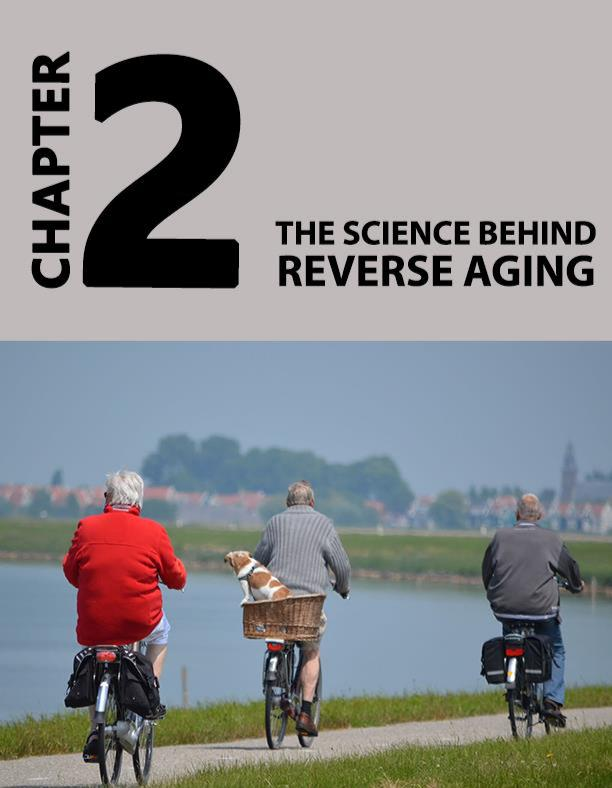 CHAPTER
2
THE SCIENCE BEHIND
REVERSE AGING